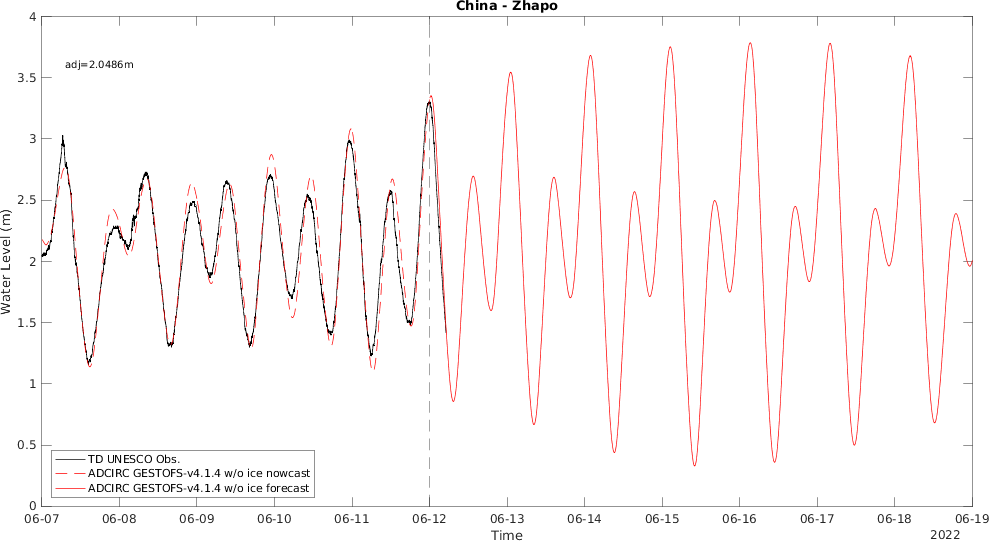 China - Zhapo
adj=2.0486m
4
3.5
3
2.5
2
1.5
1
0.5
0
Water Level (m)
TD UNESCO Obs.
ADCIRC GESTOFS-v4.1.4 w/o ice nowcast
ADCIRC GESTOFS-v4.1.4 w/o ice forecast
06-07 06-08 06-09 06-10 06-11 06-12 06-13 06-14 06-15 06-16 06-17 06-18 06-19
Time
2022